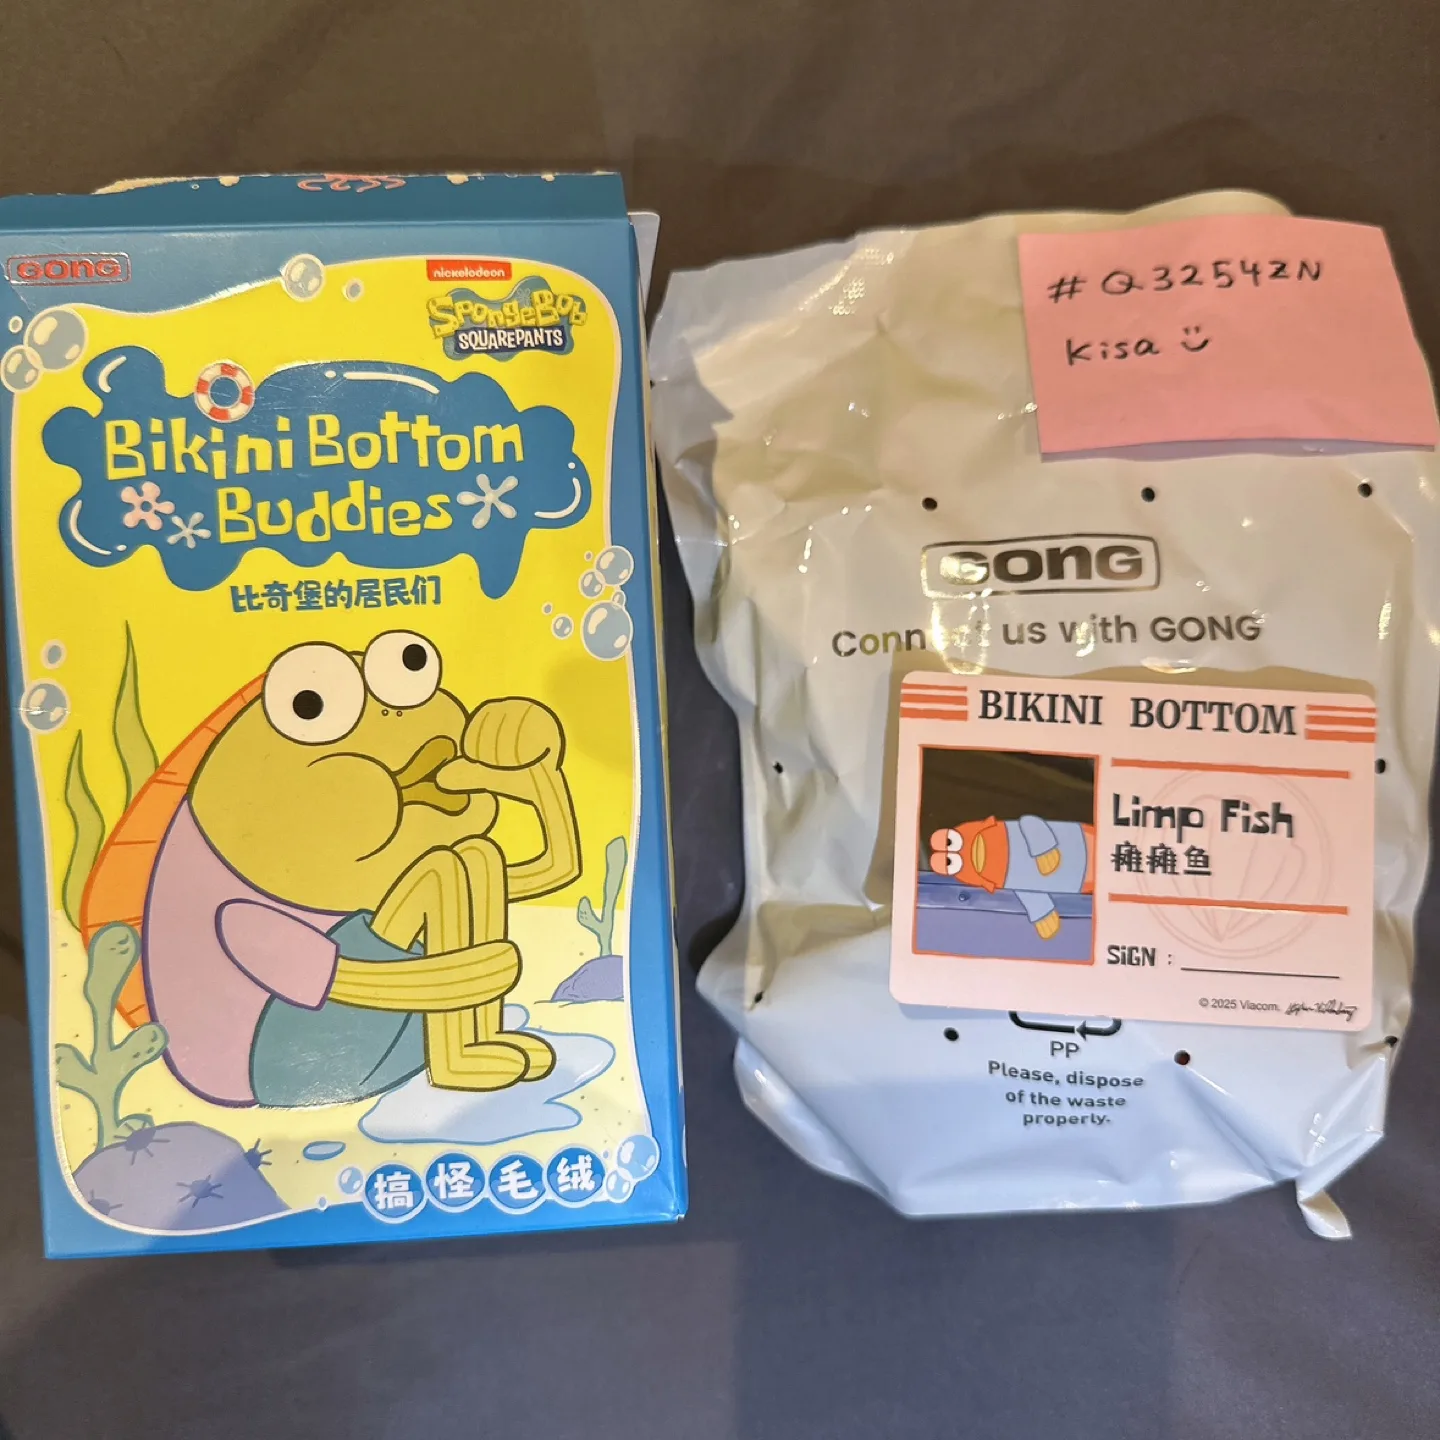 GONG
nickelodeon
SpongeBob
SQUAREPANTS
Bikini Bottom
Buddies
比奇堡的居民们
搞怪毛绒
#Q32542N
Kisa
GONG
Connect us with GONG
BIKINI BOTTOM
Limp Fish
瘫瘫鱼
SiGN :
© 2025 Viacom.
PP
Please, dispose
of the waste
properly.